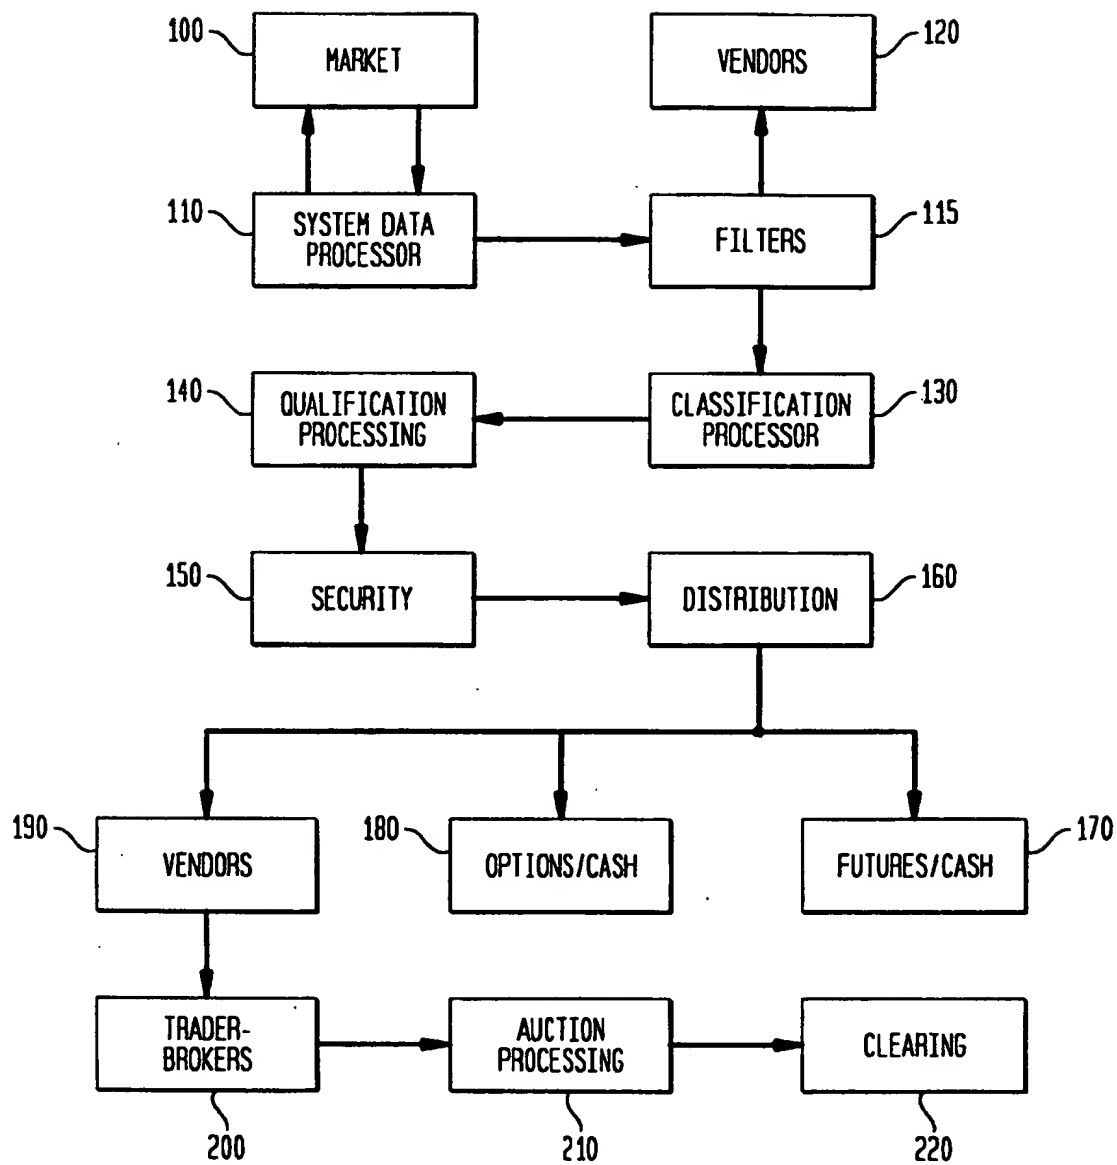 100
MARKET
120
VENDORS
110
SYSTEM DATA
PROCESSOR
115
FILTERS
140
QUALIFICATION
PROCESSING
130
CLASSIFICATION
PROCESSOR
150
SECURITY
160
DISTRIBUTION
190
VENDORS
180
OPTIONS/CASH
170
FUTURES/CASH
TRADER-
BROKERS
200
AUCTION
PROCESSING
210
CLEARING
220